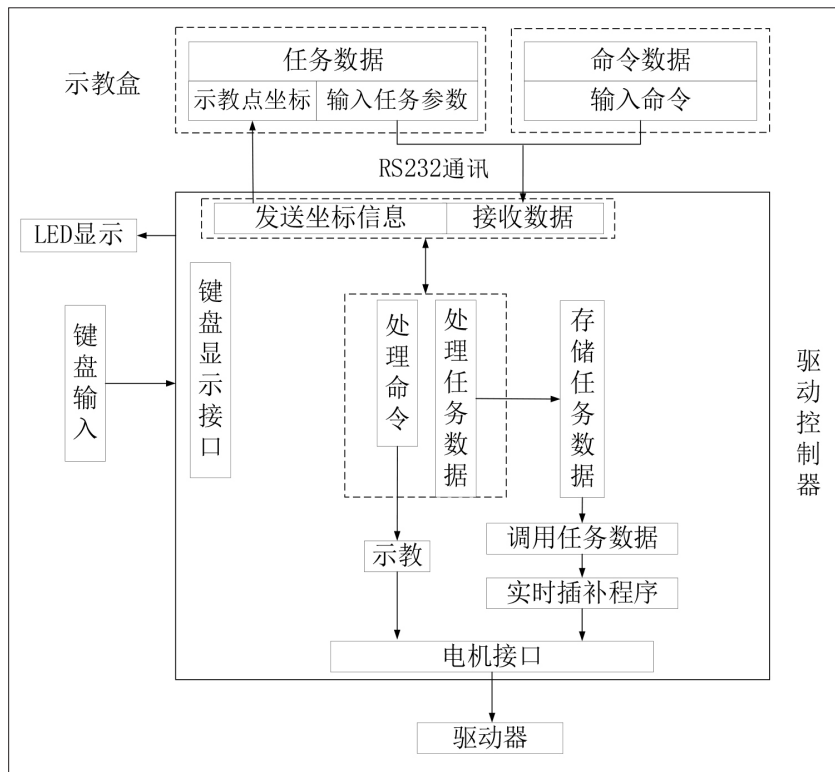 任务数据
命令数据
示教盒
示教点坐标
输入任务参数
输入命令
RS232通讯
发送坐标信息
接收数据
LED显示
键盘输入
键盘显示接口
处理命令
处理任务数据
存储任务数据
驱动控制器
调用任务数据
示教
实时插补程序
电机接口
驱动器